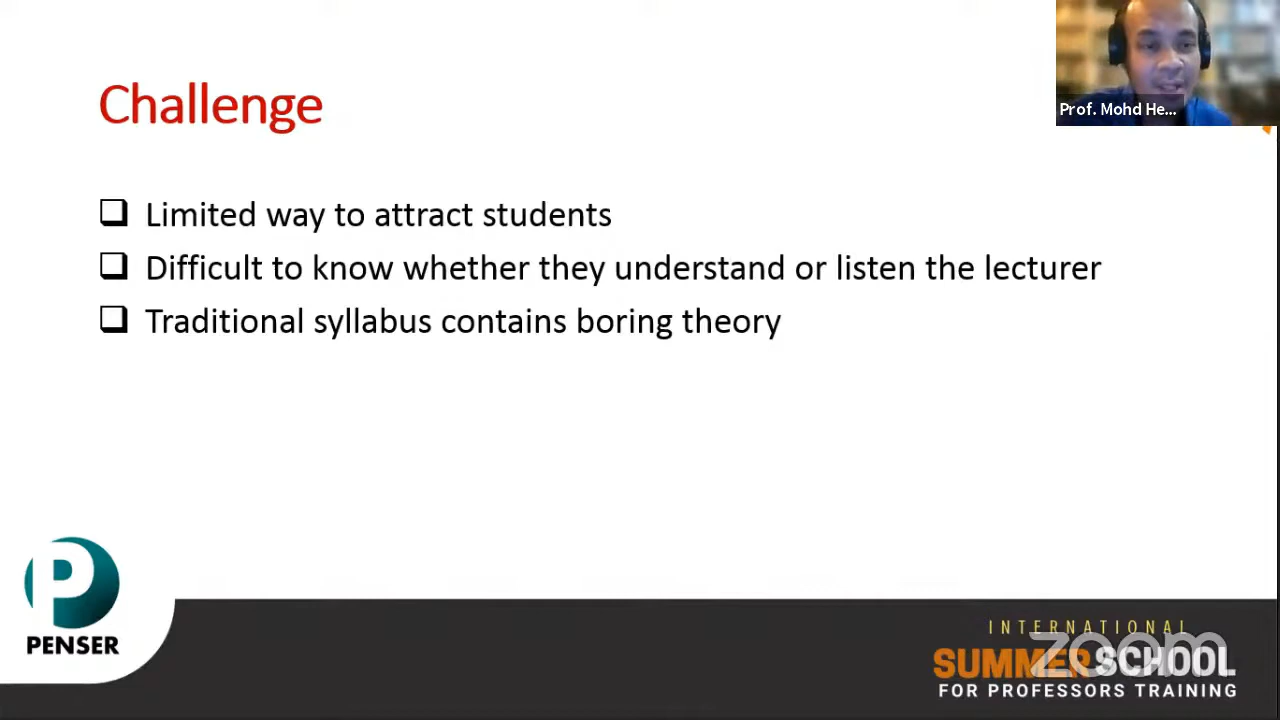 Challenge
Prof. Mohd He...
Limited way to attract students
Difficult to know whether they understand or listen the lecturer
Traditional syllabus contains boring theory
P
PENSER
INTERNATIONAL
SUMMER SCHOOL
zoom
FOR PROFESSORS TRAINING